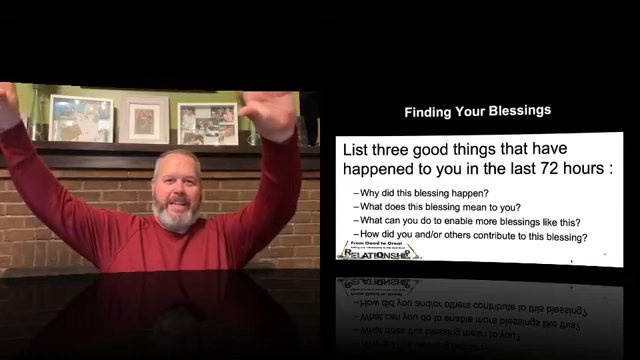 Finding Your Blessings
List three good things that have
happened to you in the last 72 hours :
–Why did this blessing happen?
–What does this blessing mean to you?
–What can you do to enable more blessings like this?
–How did you and/or others contribute to this blessing?
From Good to Great
RELATIONSHIP